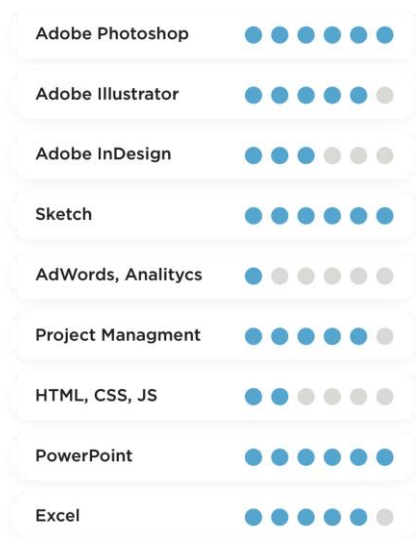 Adobe Photoshop
Adobe Illustrator
Adobe InDesign
Sketch
AdWords, Analitycs
Project Managment
HTML, CSS, JS
PowerPoint
Excel